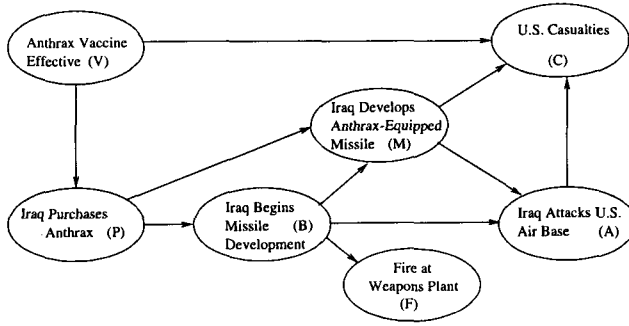 Anthrax Vaccine
Effective (V)
U.S. Casualties
(C)
Iraq Develops
Anthrax-Equipped
Missile (M)
Iraq Purchases
Anthrax (P)
Iraq Begins
Missile (B)
Development
Iraq Attacks U.S.
Air Base (A)
Fire at
Weapons Plant
(F)